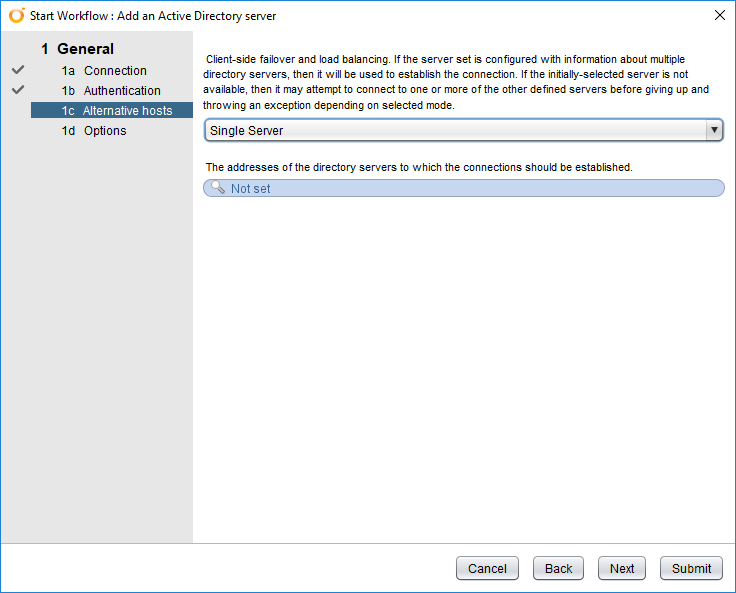 Start Workflow : Add an Active Directory server
1 General
1a Connection
1b Authentication
1c Alternative hosts
1d Options
Client-side failover and load balancing. If the server set is configured with information about multiple
directory servers, then it will be used to establish the connection. If the initially-selected server is not
available, then it may attempt to connect to one or more of the other defined servers before giving up and
throwing an exception depending on selected mode.
Single Server
The addresses of the directory servers to which the connections should be established.
Not set
Cancel
Back
Next
Submit